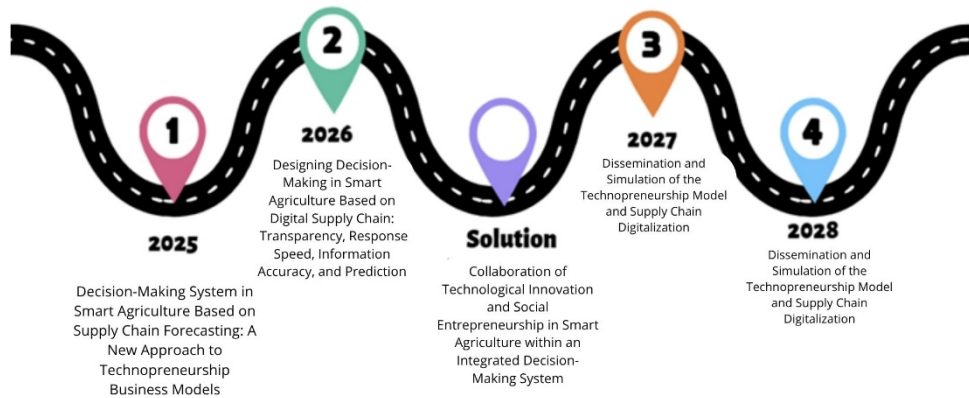 1
2025
Decision-Making System in
Smart Agriculture Based on
Supply Chain Forecasting: A
New Approach to
Technopreneurship
Business Models
2
2026
Designing Decision-
Making in Smart
Agriculture Based on
Digital Supply Chain:
Transparency, Response
Speed, Information
Accuracy, and Prediction
Solution
Collaboration of
Technological Innovation
and Social
Entrepreneurship in Smart
Agriculture within an
Integrated Decision-
Making System
3
2027
Dissemination and
Simulation of the
Technopreneurship Model
and Supply Chain
Digitalization
4
2028
Dissemination and
Simulation of the
Technopreneurship Model
and Supply Chain
Digitalization